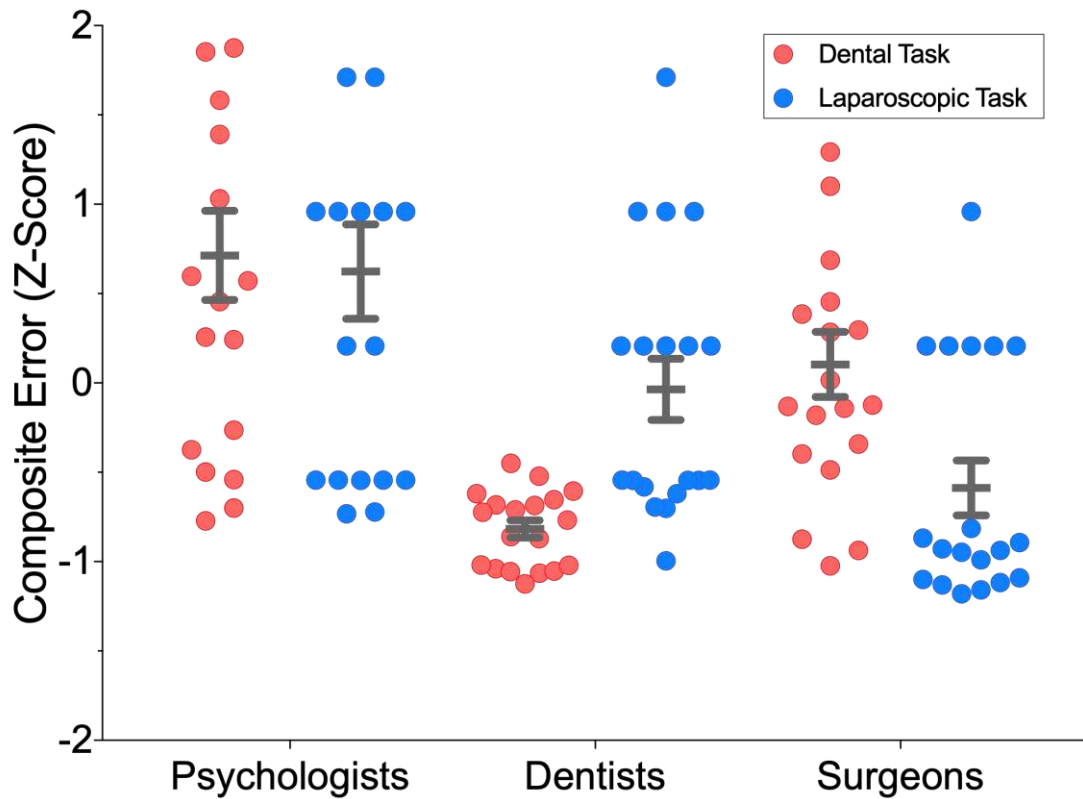 2
Dental Task
Laparoscopic Task
1
0
-1
-2
Composite Error (Z-Score)
Psychologists
Dentists
Surgeons